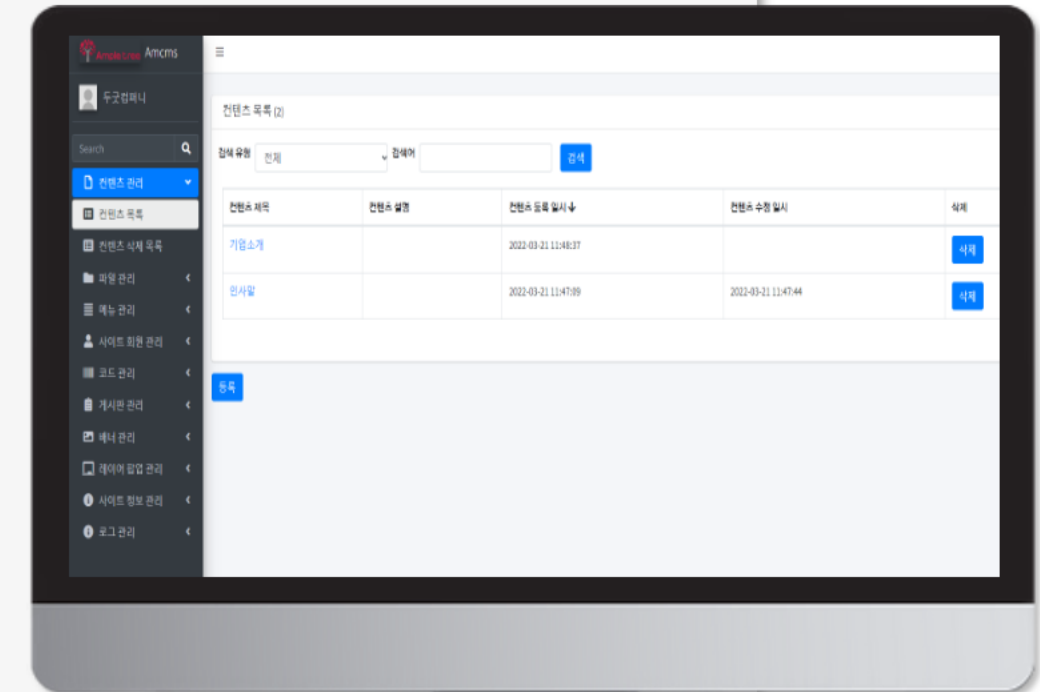 Amcms
두굿컴퍼니
Search
컨텐츠 관리
컨텐츠 목록
컨텐츠 삭제 목록
파일 관리
메뉴 관리
사이트 회원 관리
코드 관리
게시판 관리
배너 관리
레이어 팝업 관리
사이트 정보 관리
로그 관리
컨텐츠 목록 (2)
검색 유형 전체 검색어 검색
컨텐츠 제목 컨텐츠 설명 컨텐츠 등록 일시 컨텐츠 수정 일시 삭제
기업소개 2022-03-21 11:48:37 삭제
인사말 2022-03-21 11:47:09 2022-03-21 11:47:44 삭제
등록